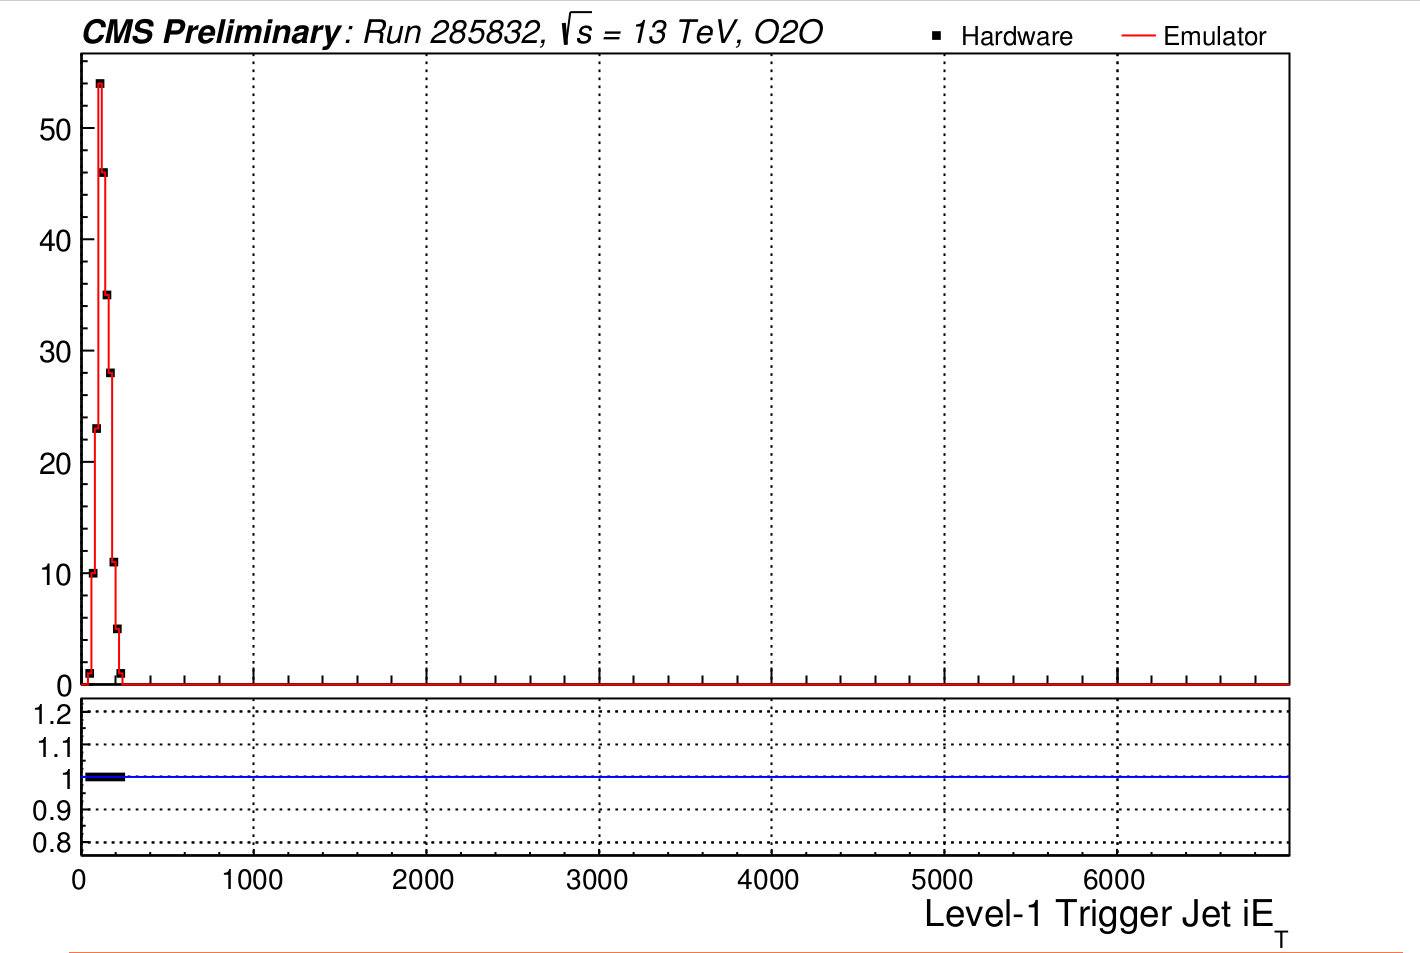 CMS Preliminary: Run 285832, √s = 13 TeV, O2O
Hardware
Emulator
50
40
30
20
10
0
1.2
1.1
1
0.9
0.8
0 1000 2000 3000 4000 5000 6000
Level-1 Trigger Jet iE_T